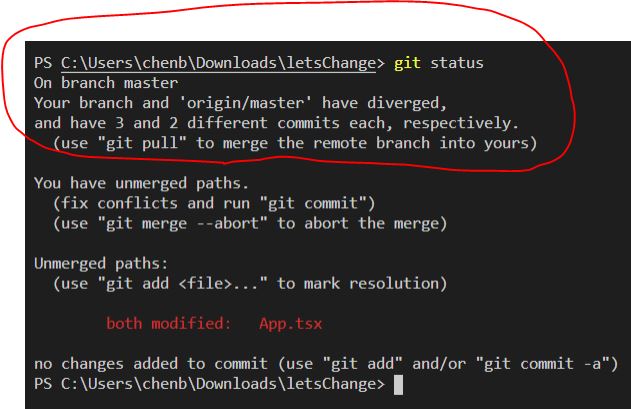 PS C:\Users\chenb\Downloads\letsChange> git status
On branch master
Your branch and 'origin/master' have diverged,
and have 3 and 2 different commits each, respectively.
  (use "git pull" to merge the remote branch into yours)

You have unmerged paths.
  (fix conflicts and run "git commit")
  (use "git merge --abort" to abort the merge)

Unmerged paths:
  (use "git add <file>..." to mark resolution)

        both modified:   App.tsx

no changes added to commit (use "git add" and/or "git commit -a")
PS C:\Users\chenb\Downloads\letsChange>